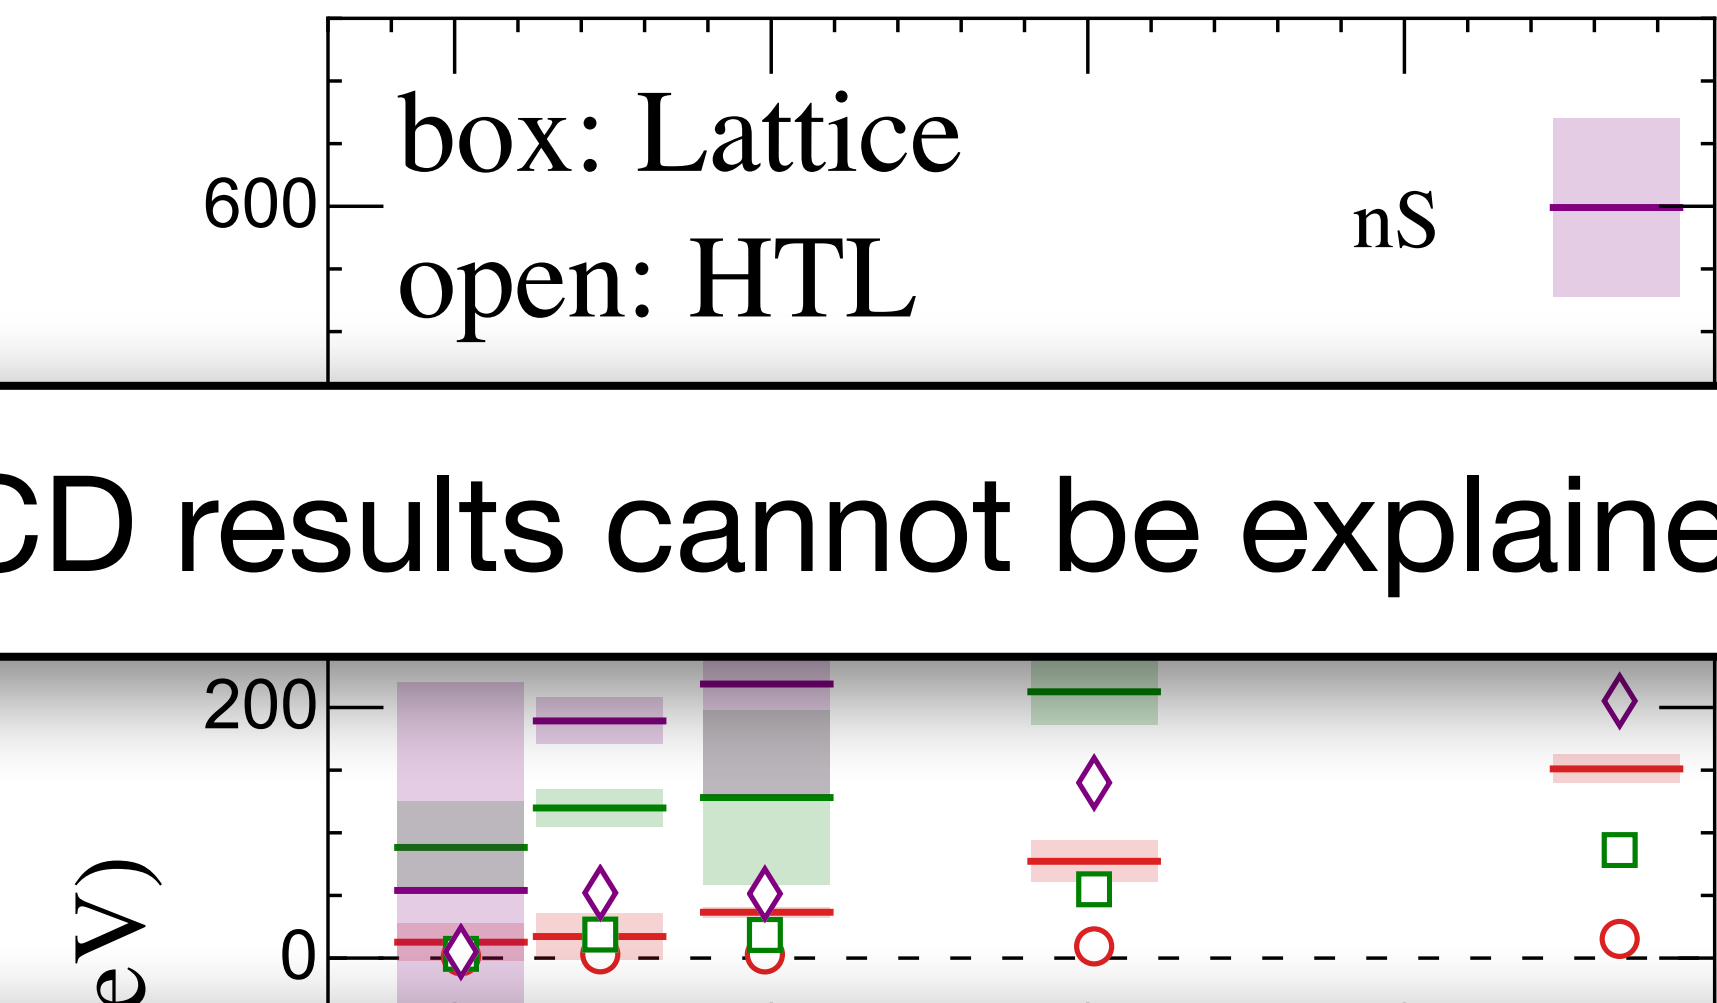 box: Lattice
600
nS
open: HTL
CD results cannot be explaine
200
0
eV)